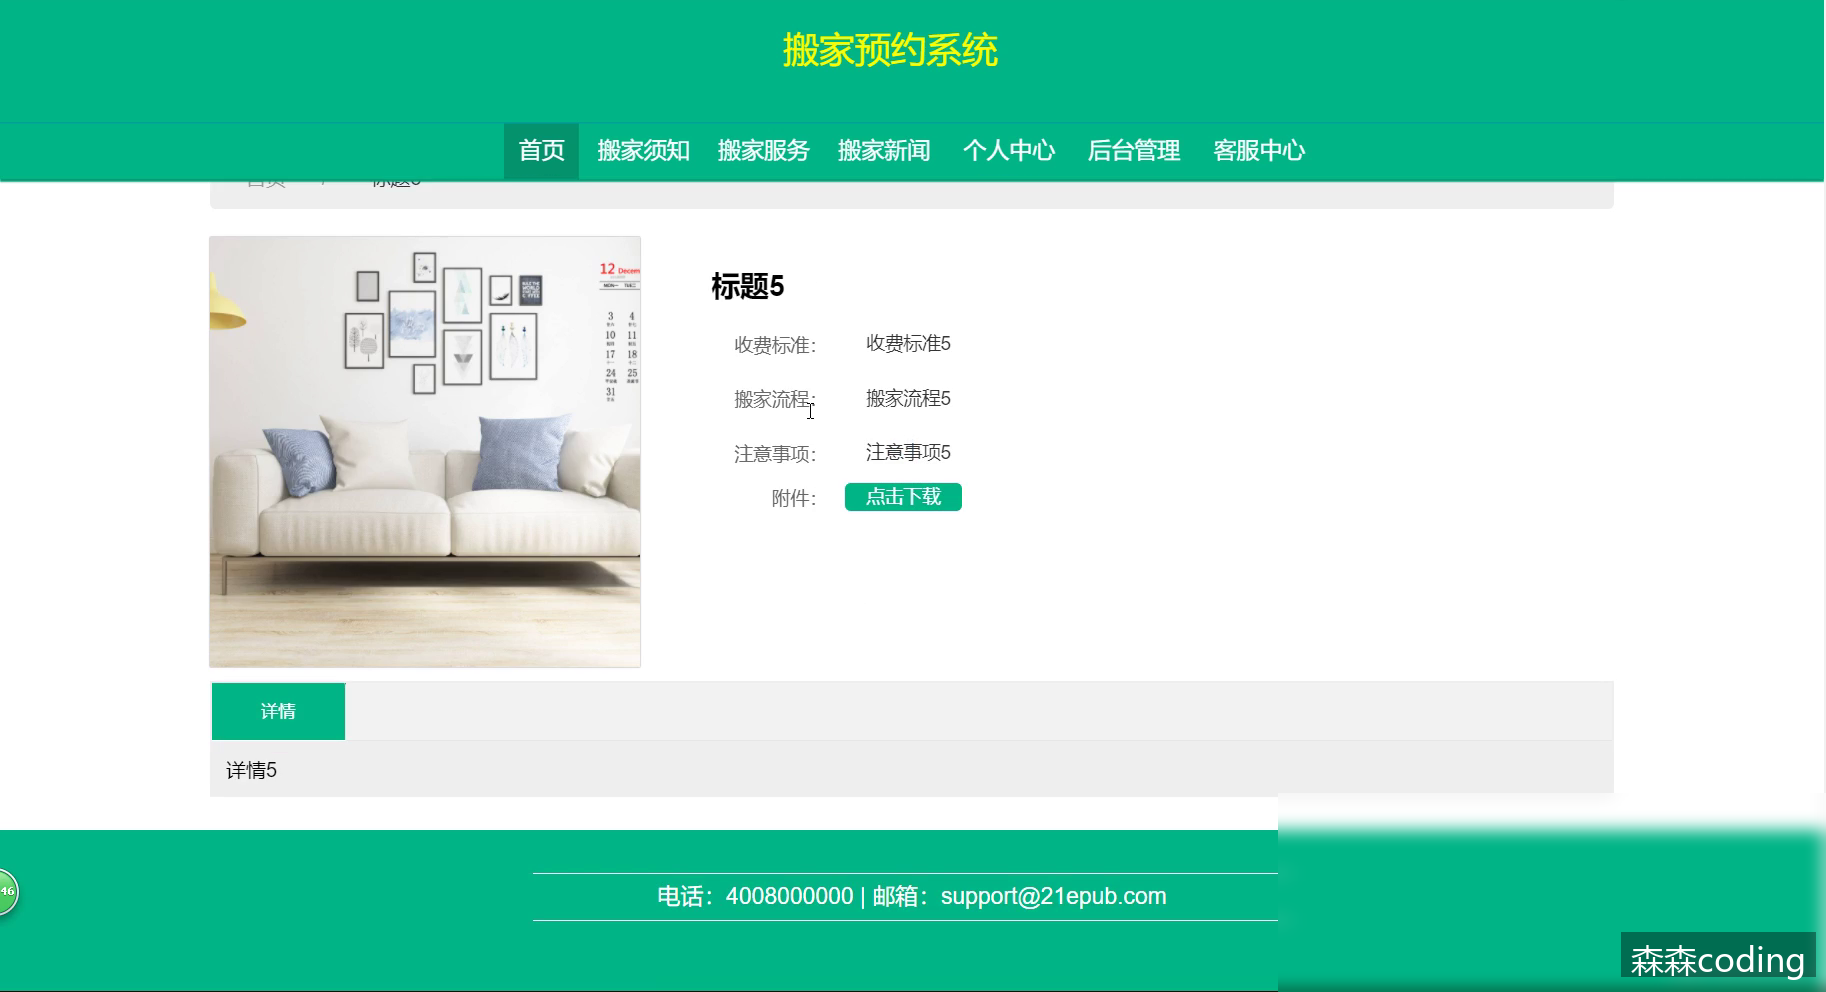 搬家预约系统
首页 搬家须知 搬家服务 搬家新闻 个人中心 后台管理 客服中心
首页 / 标题5
12 Decem
3 4
10 11
17 18
24 25
31
标题5
收费标准： 收费标准5
搬家流程： 搬家流程5
注意事项： 注意事项5
附件： 点击下载
详情
详情5
46
电话：4008000000 | 邮箱：support@21epub.com
森森coding